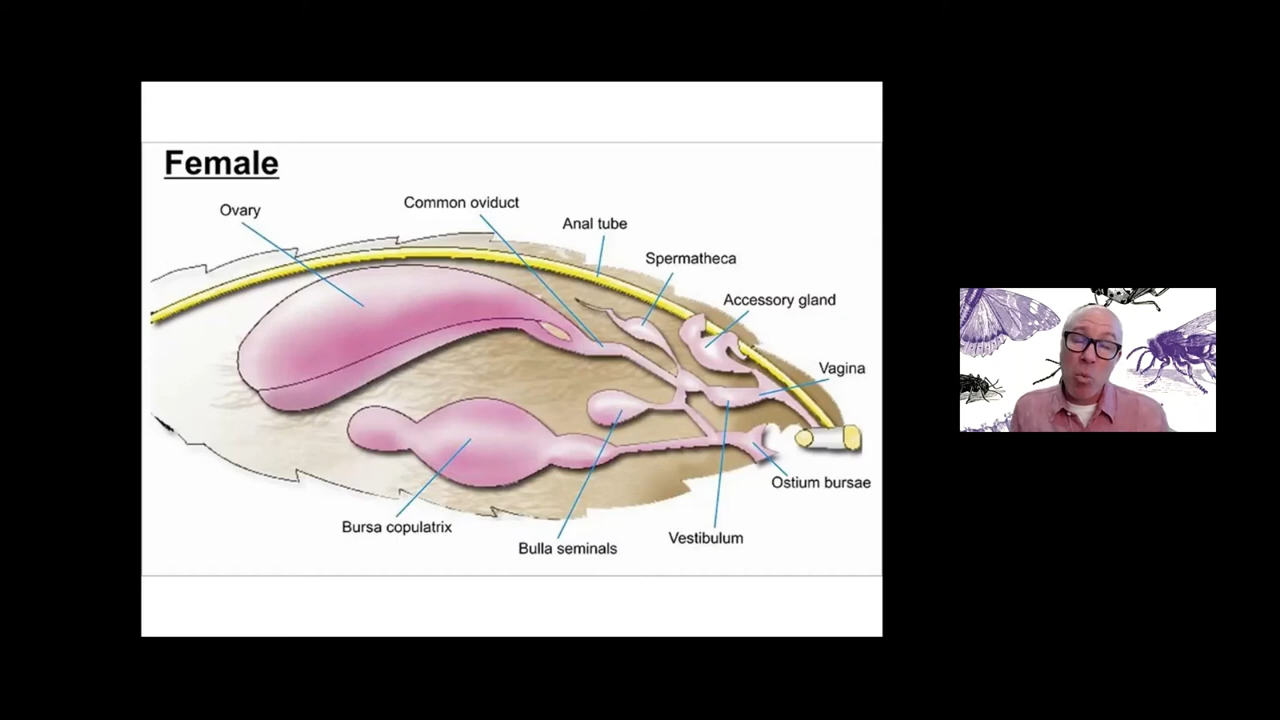 Female
Ovary
Common oviduct
Anal tube
Spermatheca
Accessory gland
Vagina
Ostium bursae
Bursa copulatrix
Bulla seminals
Vestibulum